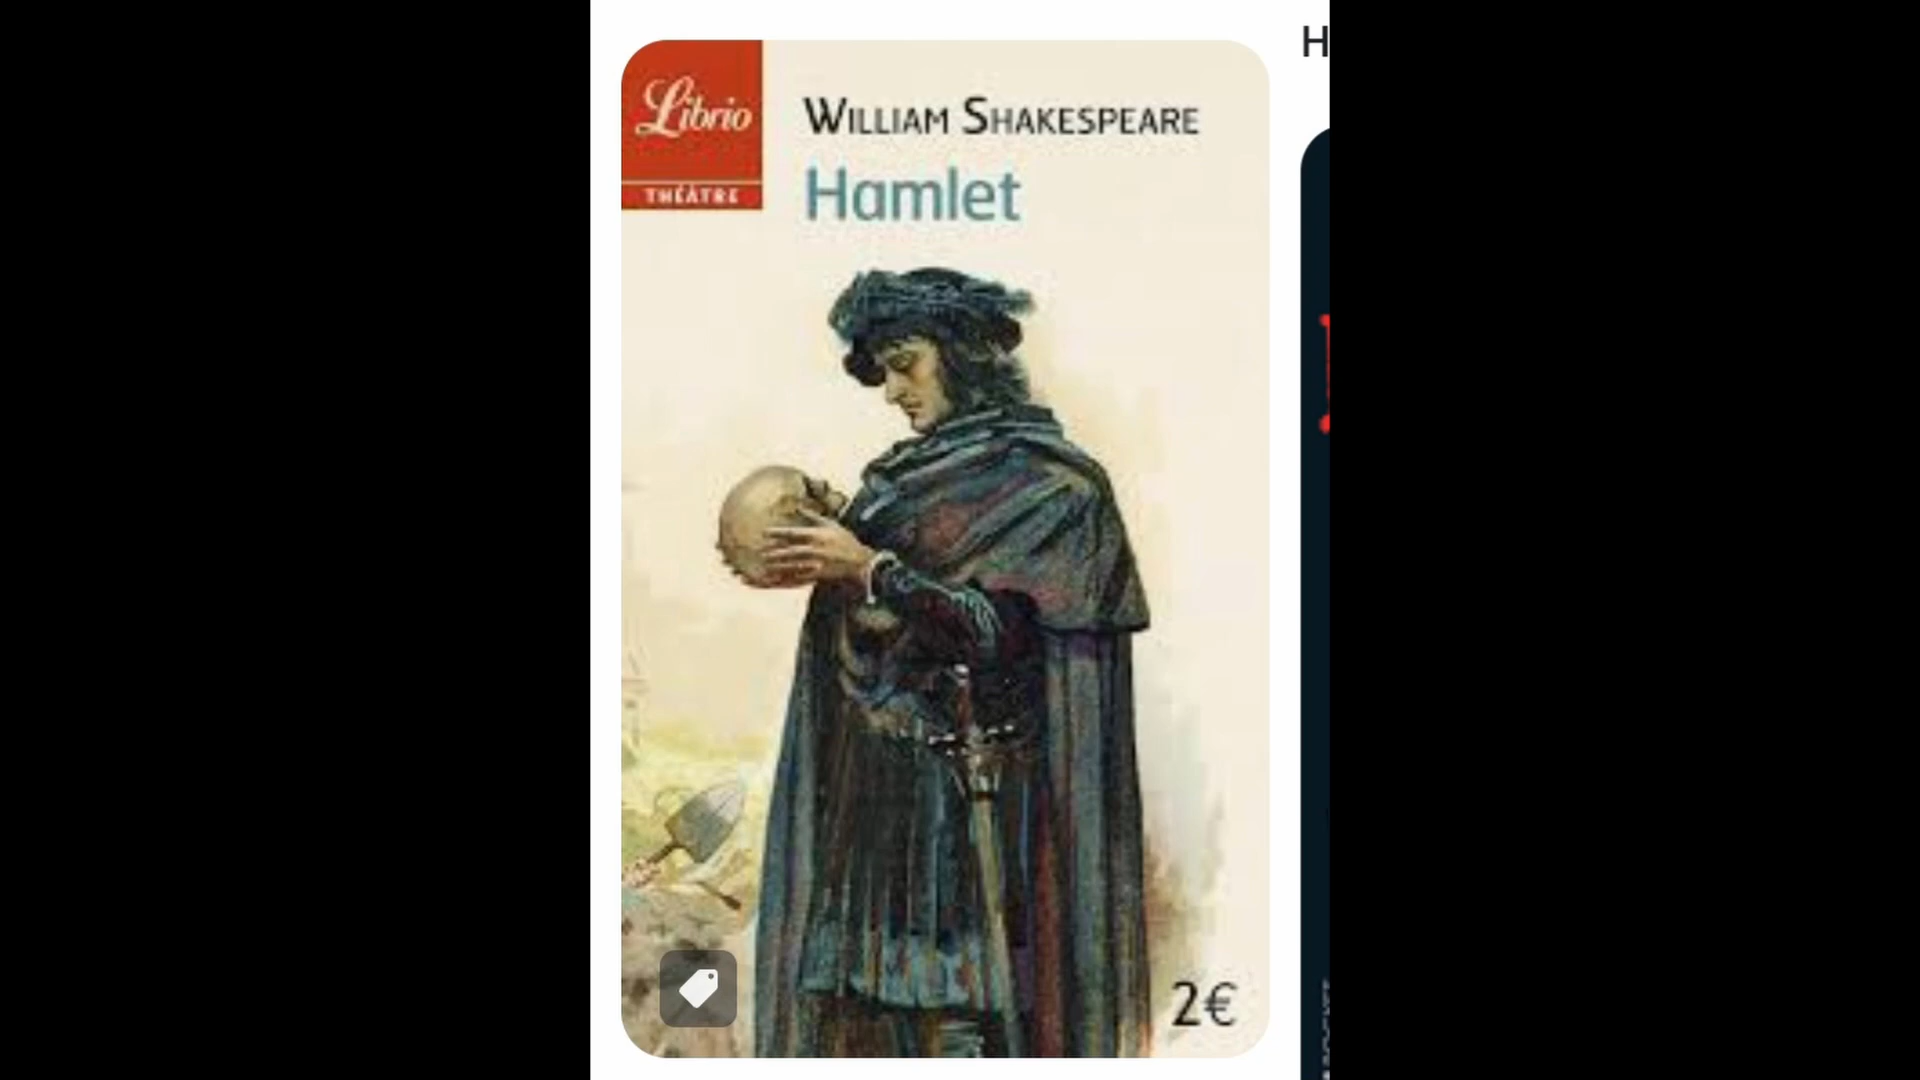 Librio
THÉÂTRE
WILLIAM SHAKESPEARE
Hamlet
2€
H